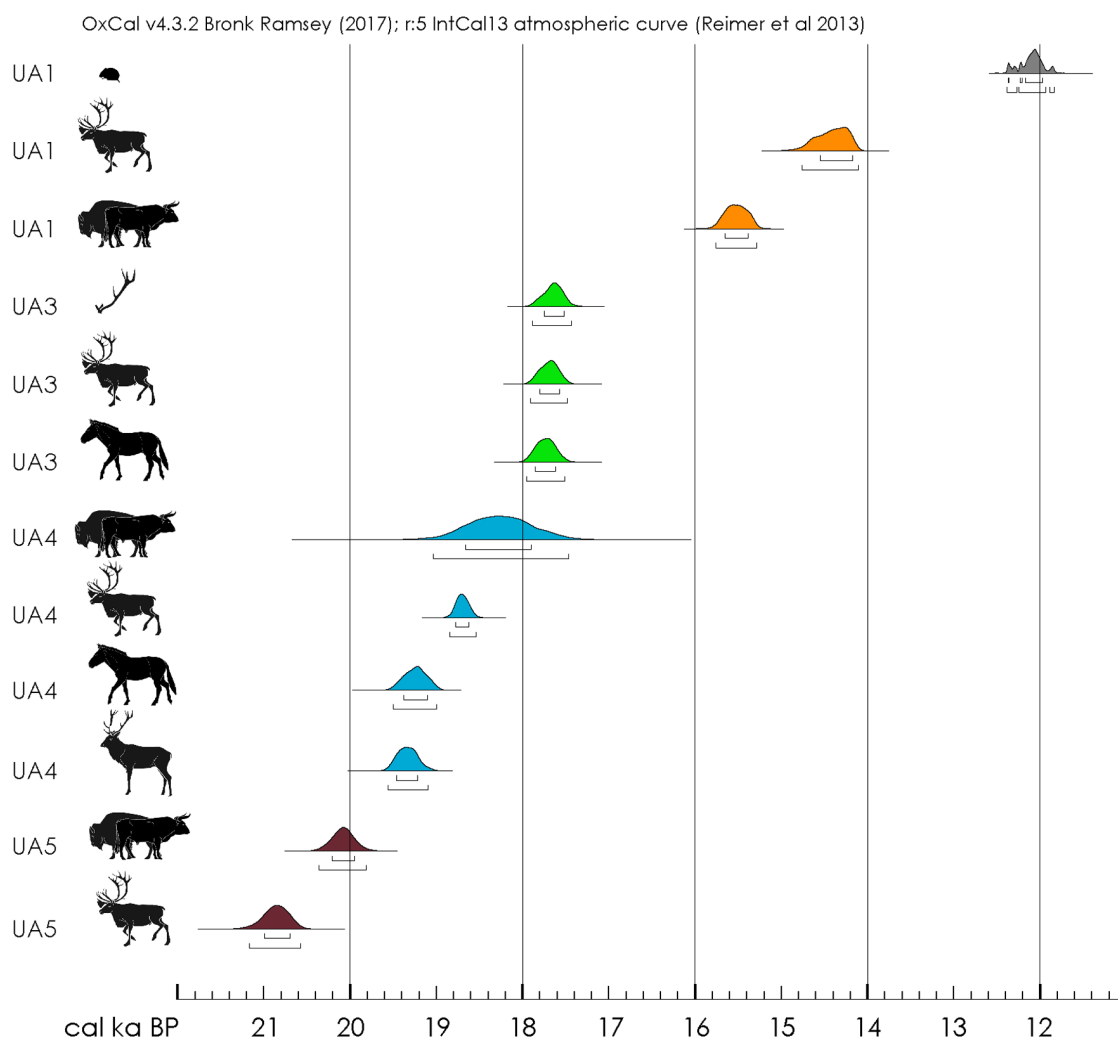 OxCal v4.3.2 Bronk Ramsey (2017); r:5 IntCal13 atmospheric curve (Reimer et al 2013)
UA1
UA1
UA1
UA3
UA3
UA3
UA4
UA4
UA4
UA4
UA5
UA5
cal ka BP 21 20 19 18 17 16 15 14 13 12